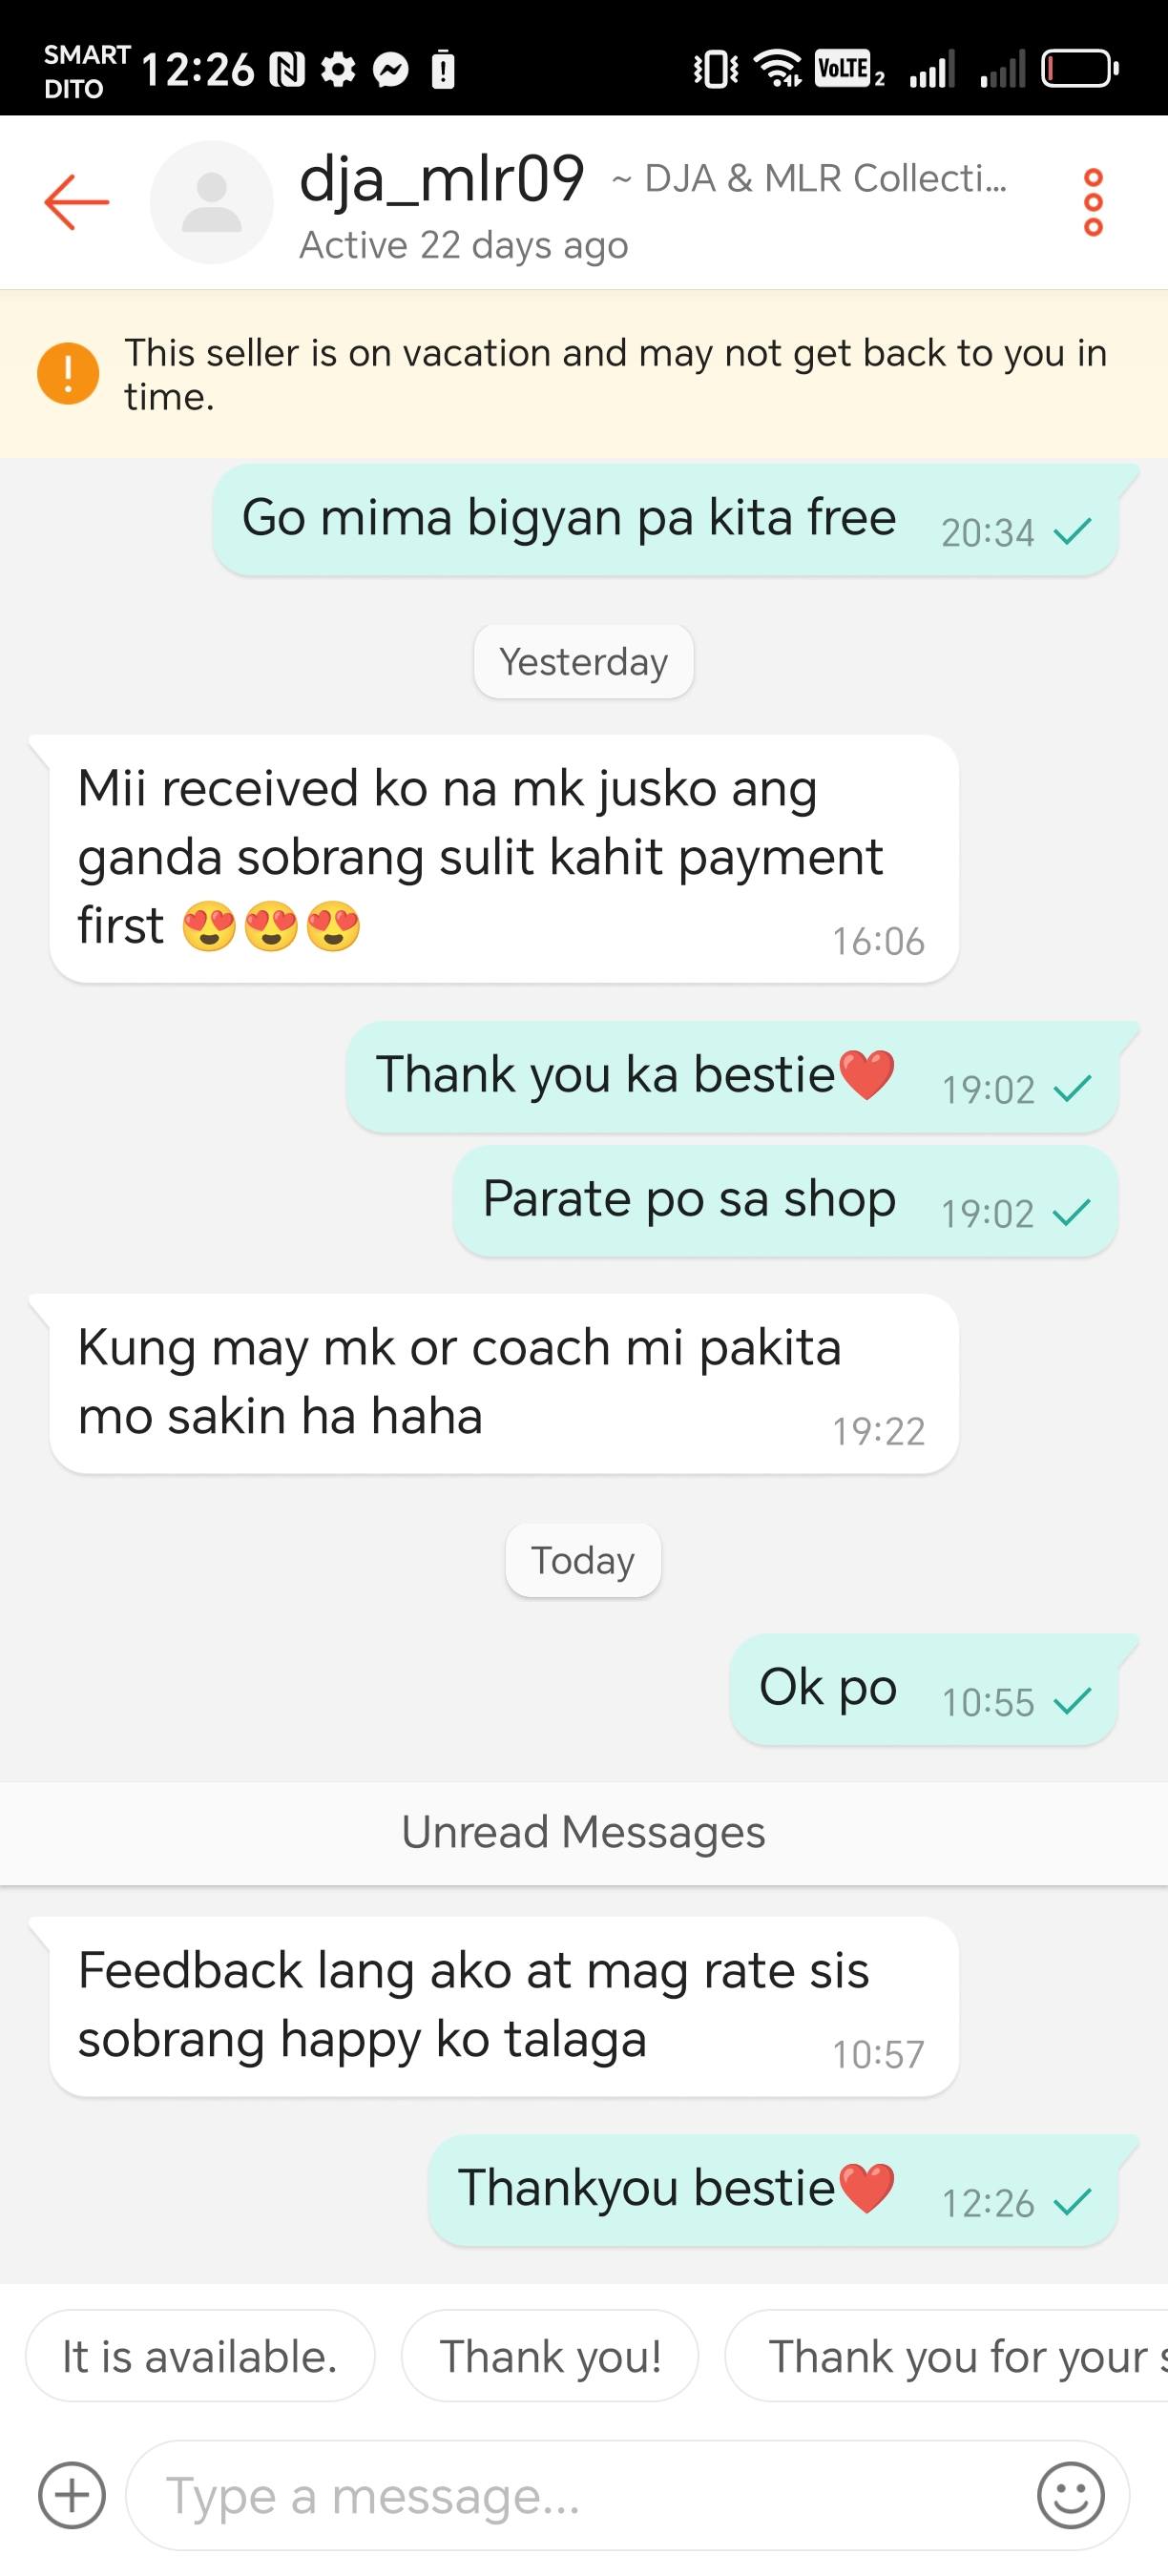 SMART
DITO
12:26
VoLTE 2
dja_mlr09 ~ DJA & MLR Collecti...
Active 22 days ago
This seller is on vacation and may not get back to you in
time.
Go mima bigyan pa kita free 20:34
Yesterday
Mii received ko na mk jusko ang
ganda sobrang sulit kahit payment
first 😍😍😍 16:06
Thank you ka bestie❤️ 19:02
Parate po sa shop 19:02
Kung may mk or coach mi pakita
mo sakin ha haha 19:22
Today
Ok po 10:55
Unread Messages
Feedback lang ako at mag rate sis
sobrang happy ko talaga 10:57
Thankyou bestie❤️ 12:26
It is available. Thank you! Thank you for your s
Type a message...